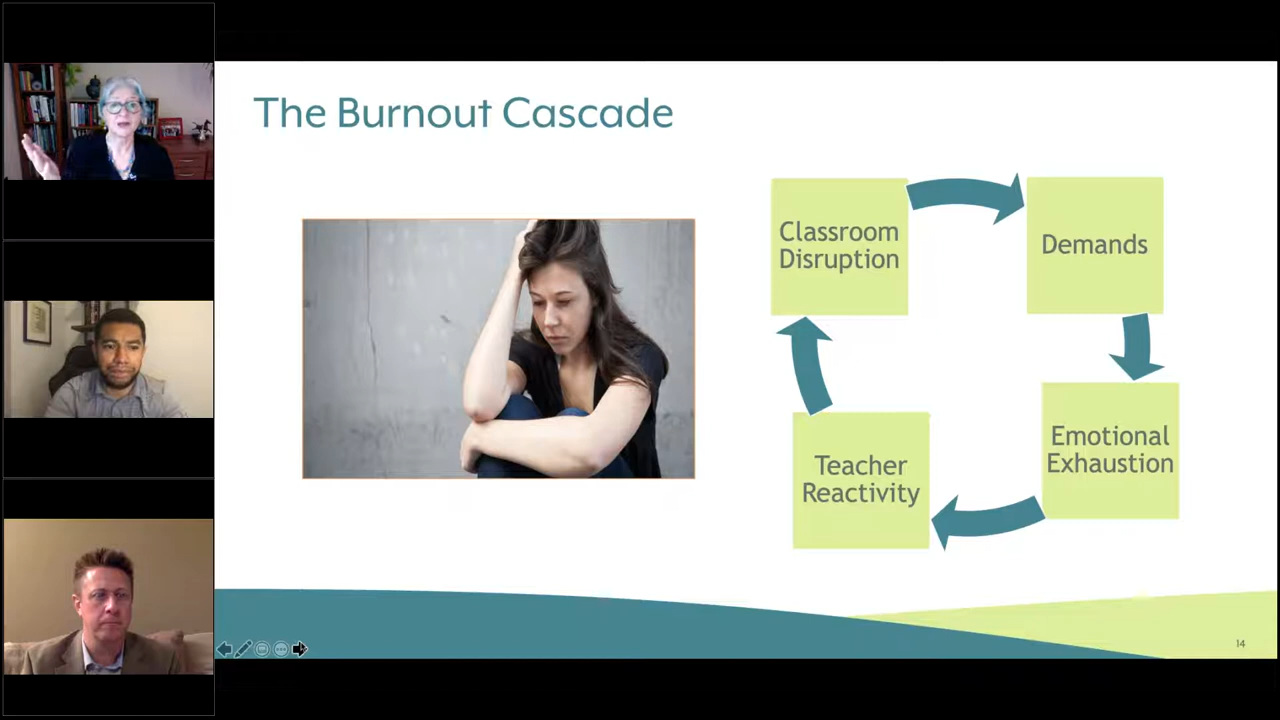 The Burnout Cascade
Classroom
Disruption
Demands
Emotional
Exhaustion
Teacher
Reactivity
14